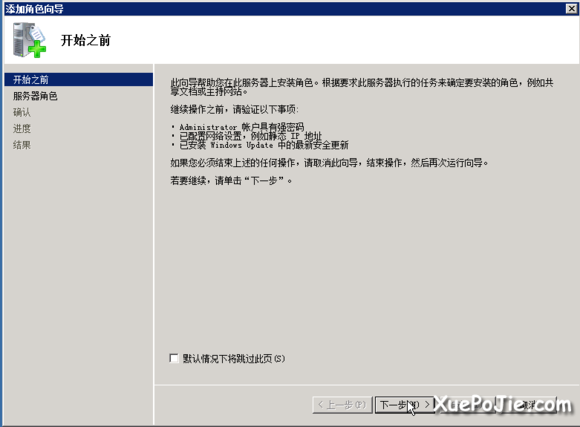 添加角色向导
开始之前
开始之前
服务器角色
确认
进度
结果
此向导帮助您在此服务器上安装角色。根据要求此服务器执行的任务来确定要安装的角色，例如共
享文档或主持网站。
继续操作之前，请验证以下事项:
• Administrator 帐户具有强密码
• 已配置网络设置，例如静态 IP 地址
• 已安装 Windows Update 中的最新安全更新
如果您必须结束上述的任何操作，请取消此向导，结束操作，然后再次运行向导。
若要继续，请单击“下一步”。
默认情况下将跳过此页(S)
< 上一步(P)
下一步(N) >
XuePoJie.com